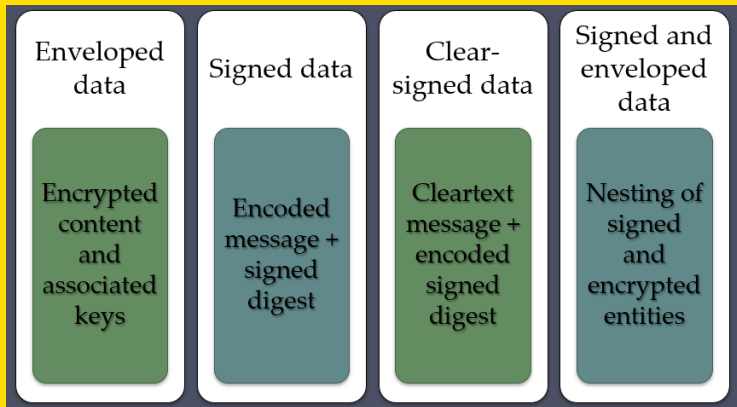 Enveloped
data
Encrypted
content
and
associated
keys
Signed data
Encoded
message +
signed
digest
Clear-
signed data
Cleartext
message +
encoded
signed
digest
Signed and
enveloped
data
Nesting of
signed
and
encrypted
entities